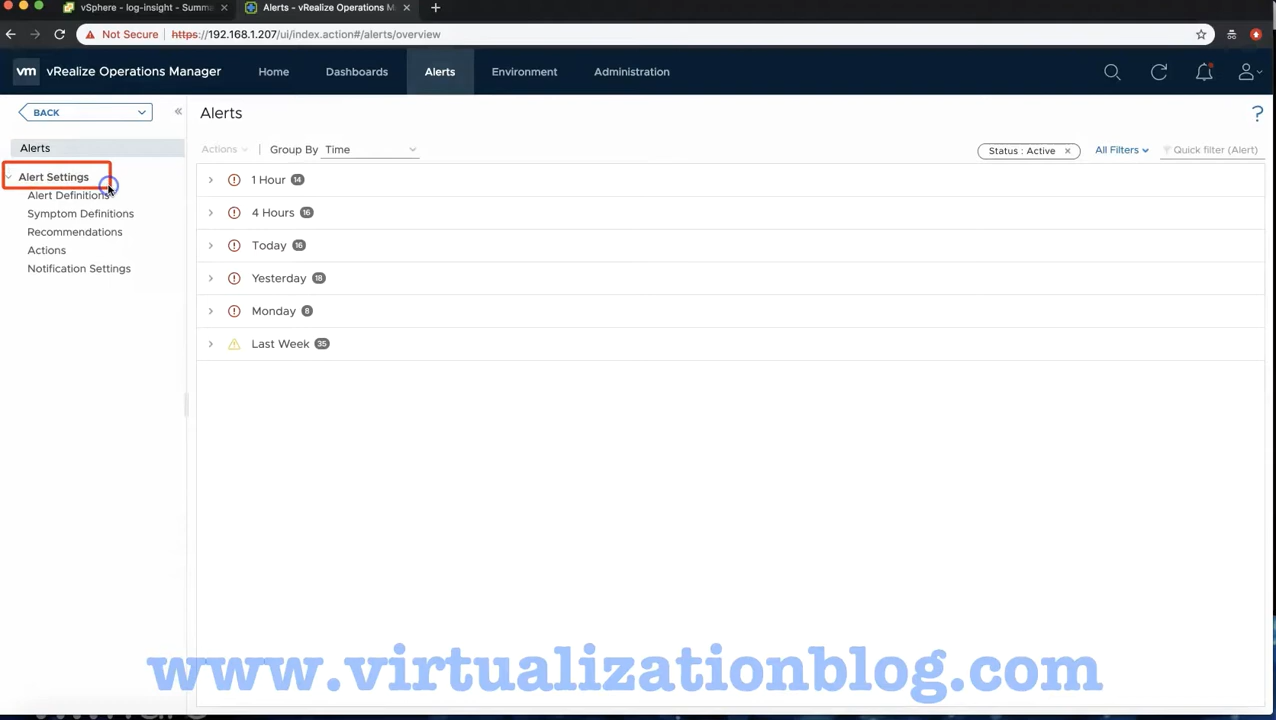 vSphere - log-insight - Summa
Alerts - vRealize Operations M
Not Secure
https://192.168.1.207/ui/index.action#/alerts/overview
vm
vRealize Operations Manager
Home
Dashboards
Alerts
Environment
Administration
BACK
Alerts
?
Alerts
Actions
Group By
Time
Status : Active
All Filters
Quick filter (Alert)
Alert Settings
Alert Definitions
Symptom Definitions
Recommendations
Actions
Notification Settings
1 Hour 14
4 Hours 16
Today 16
Yesterday 18
Monday 8
Last Week 35
www.virtualizationblog.com